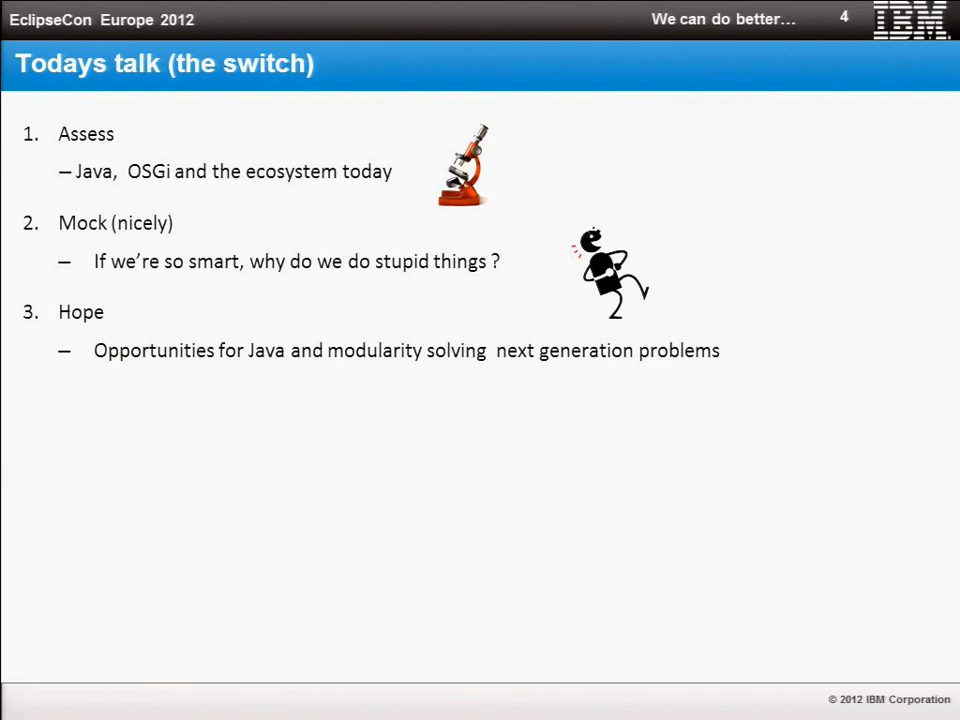 EclipseCon Europe 2012
We can do better…
4
IBM
Todays talk (the switch)
1. Assess
– Java, OSGi and the ecosystem today
2. Mock (nicely)
– If we’re so smart, why do we do stupid things ?
3. Hope
– Opportunities for Java and modularity solving next generation problems
© 2012 IBM Corporation